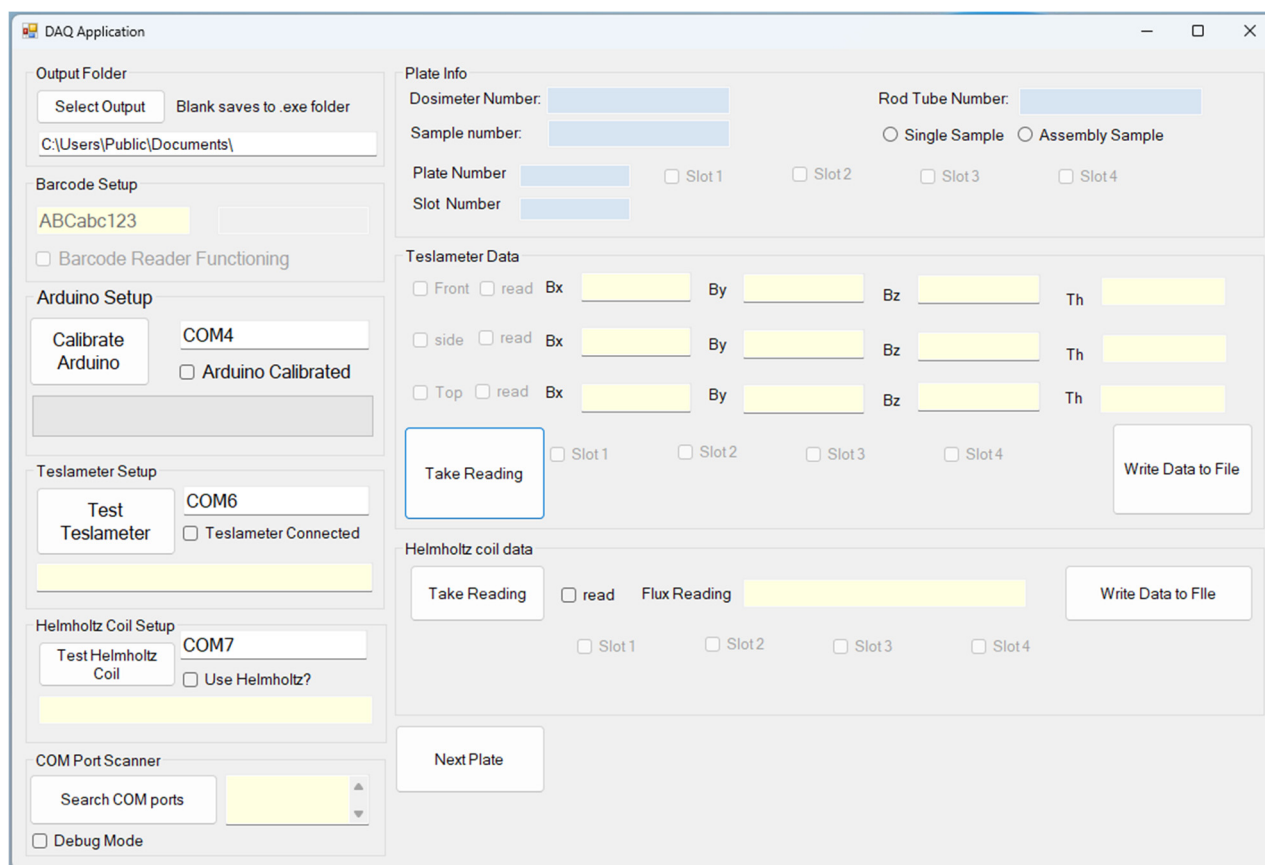 DAQ Application
Output Folder
Select Output Blank saves to .exe folder
C:\Users\Public\Documents\
Barcode Setup
ABCabc123
Barcode Reader Functioning
Arduino Setup
Calibrate
Arduino
COM4
Arduino Calibrated
Teslameter Setup
Test
Teslameter
COM6
Teslameter Connected
Helmholtz Coil Setup
Test Helmholtz
Coil
COM7
Use Helmholtz?
COM Port Scanner
Search COM ports
Debug Mode
Plate Info
Dosimeter Number: Rod Tube Number:
Sample number: Single Sample Assembly Sample
Plate Number Slot 1 Slot 2 Slot 3 Slot 4
Slot Number
Teslameter Data
Front read Bx By Bz Th
side read Bx By Bz Th
Top read Bx By Bz Th
Take Reading Slot 1 Slot 2 Slot 3 Slot 4 Write Data to File
Helmholtz coil data
Take Reading read Flux Reading Write Data to FIle
Slot 1 Slot 2 Slot 3 Slot 4
Next Plate